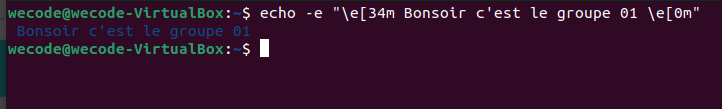 wecode@wecode-VirtualBox:~$ echo -e "\e[34m Bonsoir c'est le groupe 01 \e[0m"
 Bonsoir c'est le groupe 01
wecode@wecode-VirtualBox:~$